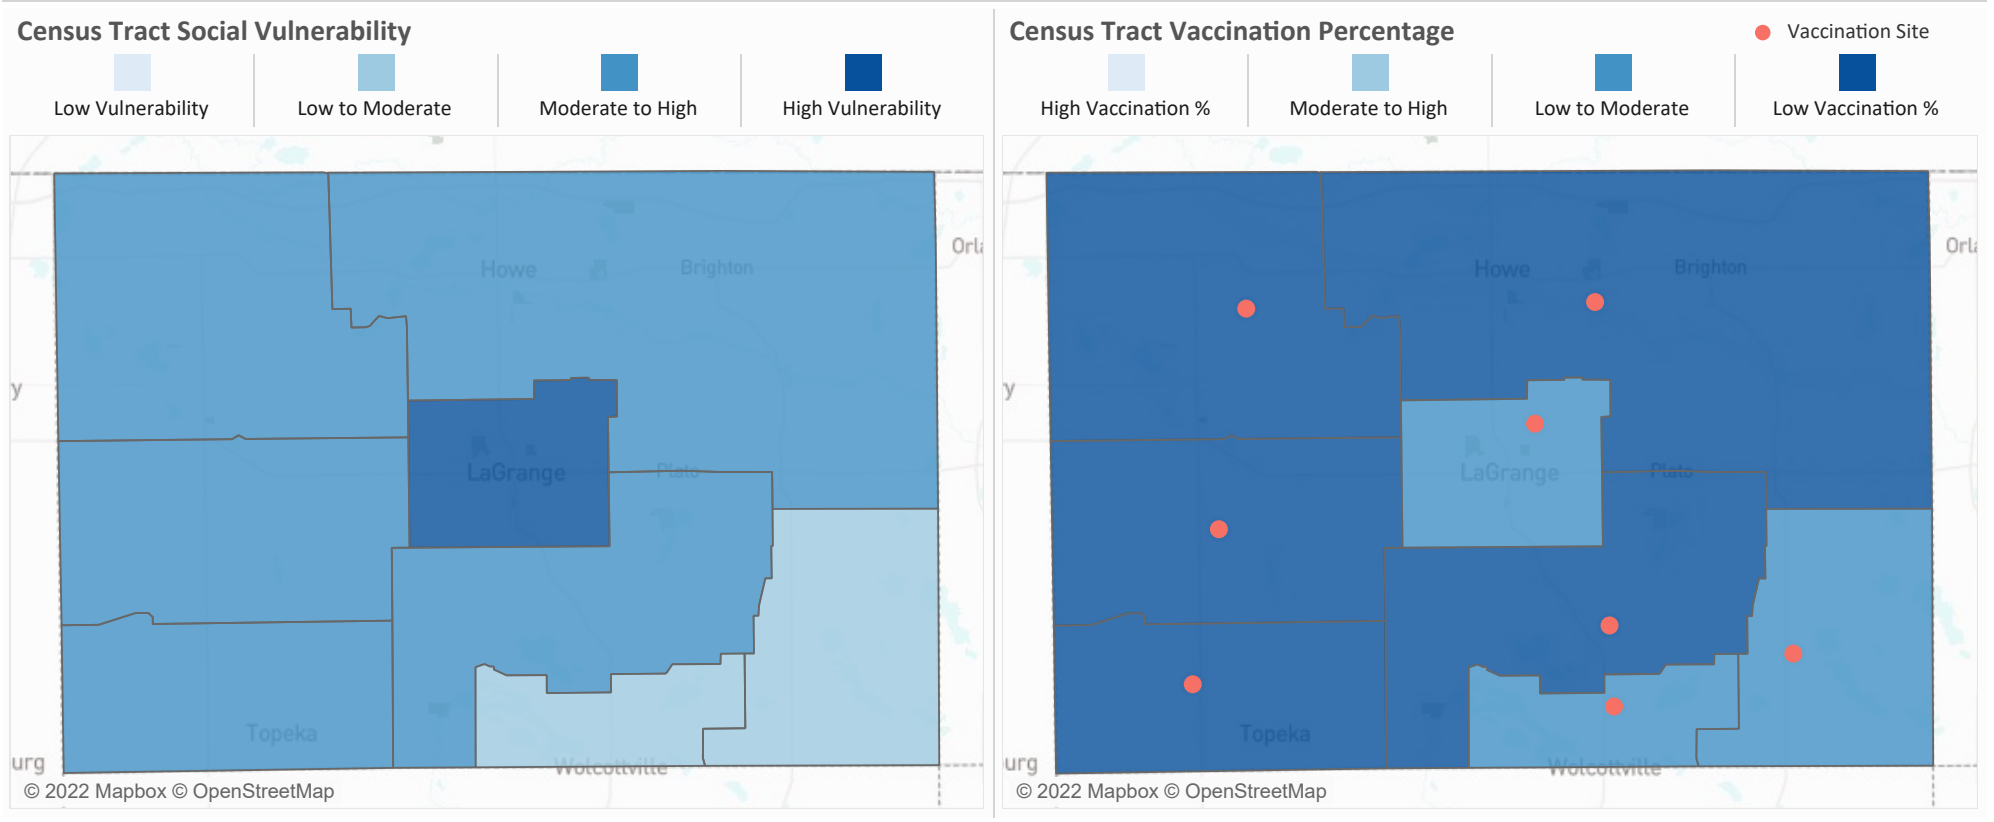 Census Tract Social Vulnerability
Low Vulnerability
Low to Moderate
Moderate to High
High Vulnerability
Howe
Brighton
Orla
y
LaGrange
Plato
Topeka
Wolcottville
urg
© 2022 Mapbox © OpenStreetMap
Census Tract Vaccination Percentage
Vaccination Site
High Vaccination %
Moderate to High
Low to Moderate
Low Vaccination %
Howe
Brighton
Orl
y
LaGrange
Plato
Topeka
Wolcottville
urg
© 2022 Mapbox © OpenStreetMap